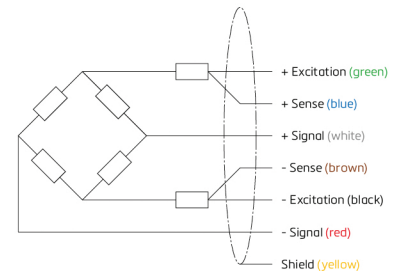 + Excitation (green)
+ Sense (blue)
+ Signal (white)
- Sense (brown)
- Excitation (black)
- Signal (red)
Shield (yellow)